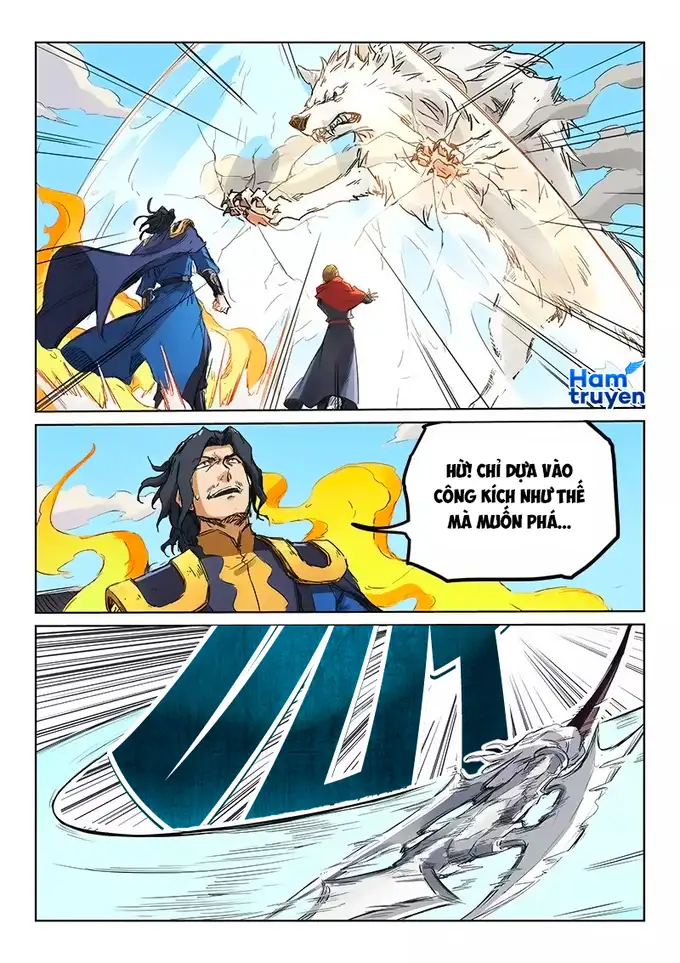 Ham
truyen
HỪ! CHỈ DỰA VÀO
CÔNG KÍCH NHƯ THẾ
MÀ MUỐN PHÁ...
VÚT